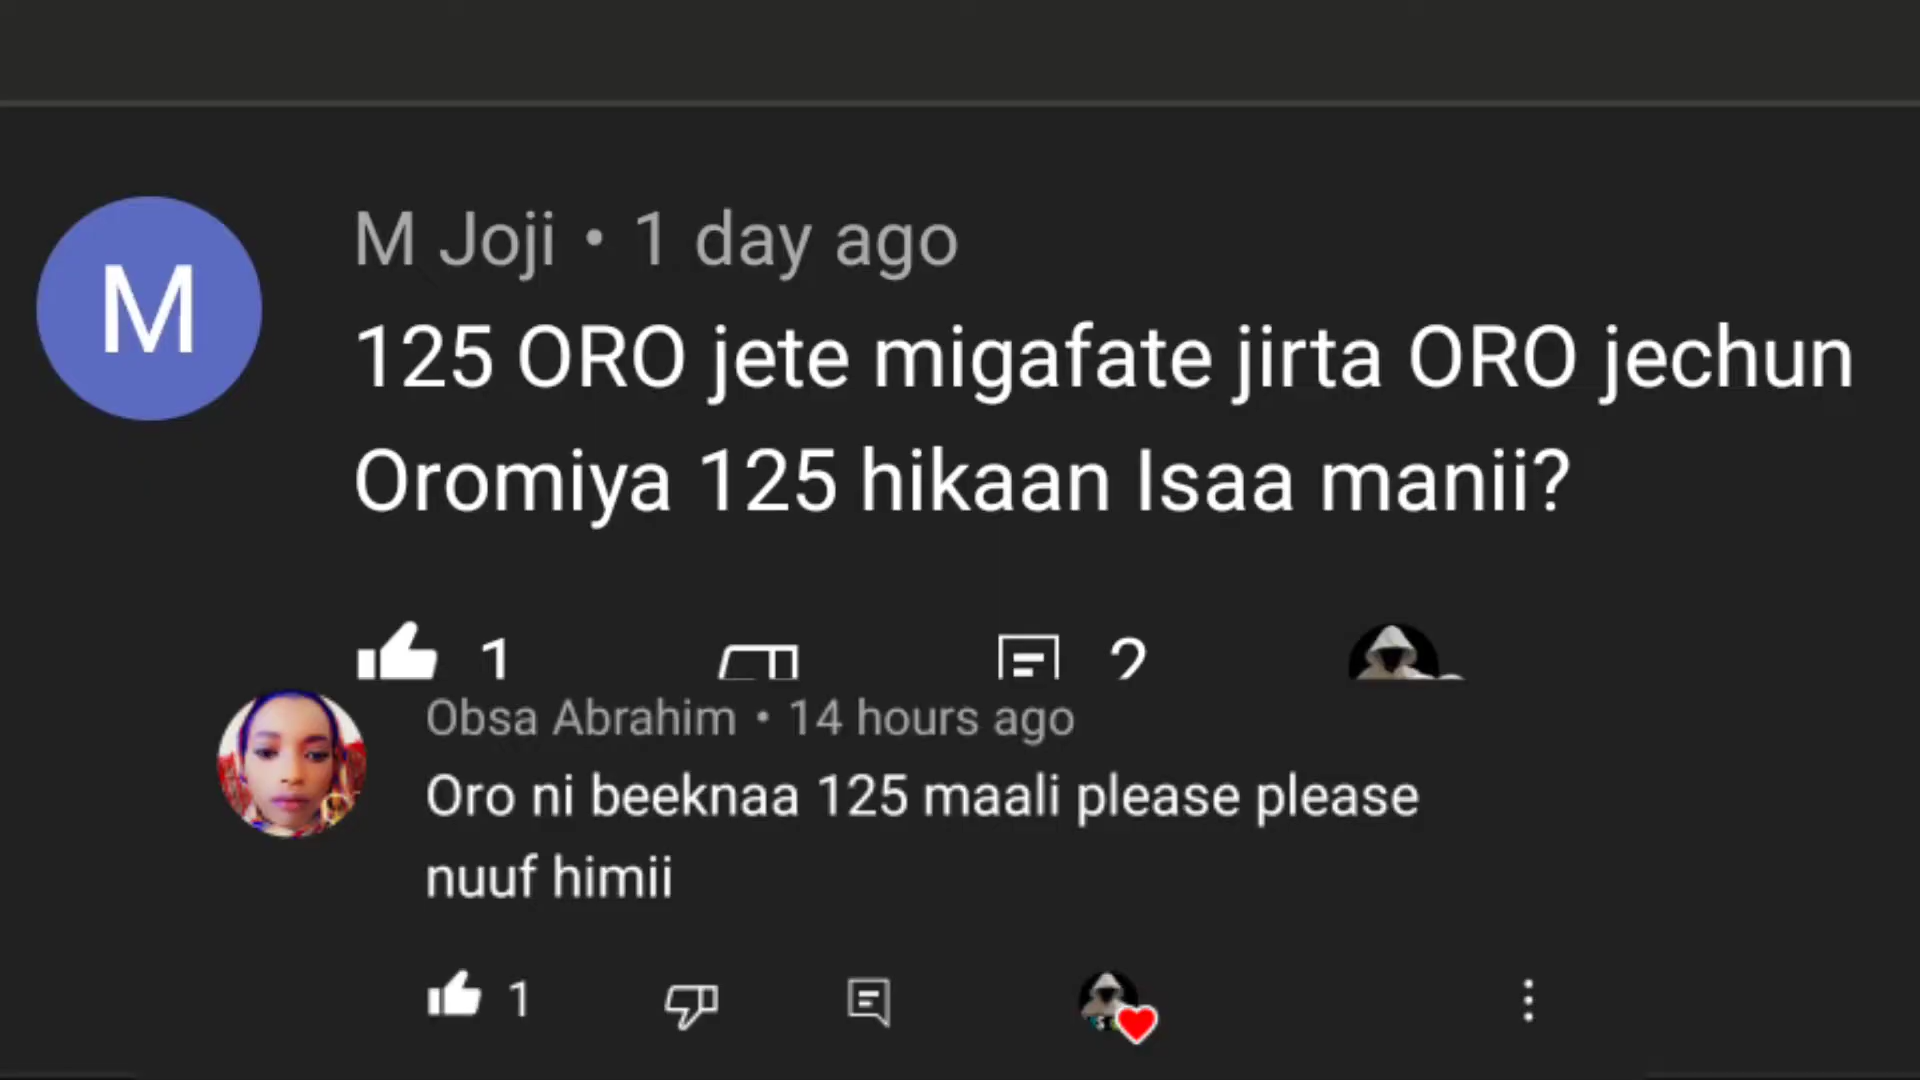 M
M Joji • 1 day ago
125 ORO jete migafate jirta ORO jechun
Oromiya 125 hikaan Isaa manii?
1
2
Obsa Abrahim • 14 hours ago
Oro ni beeknaa 125 maali please please
nuuf himii
1